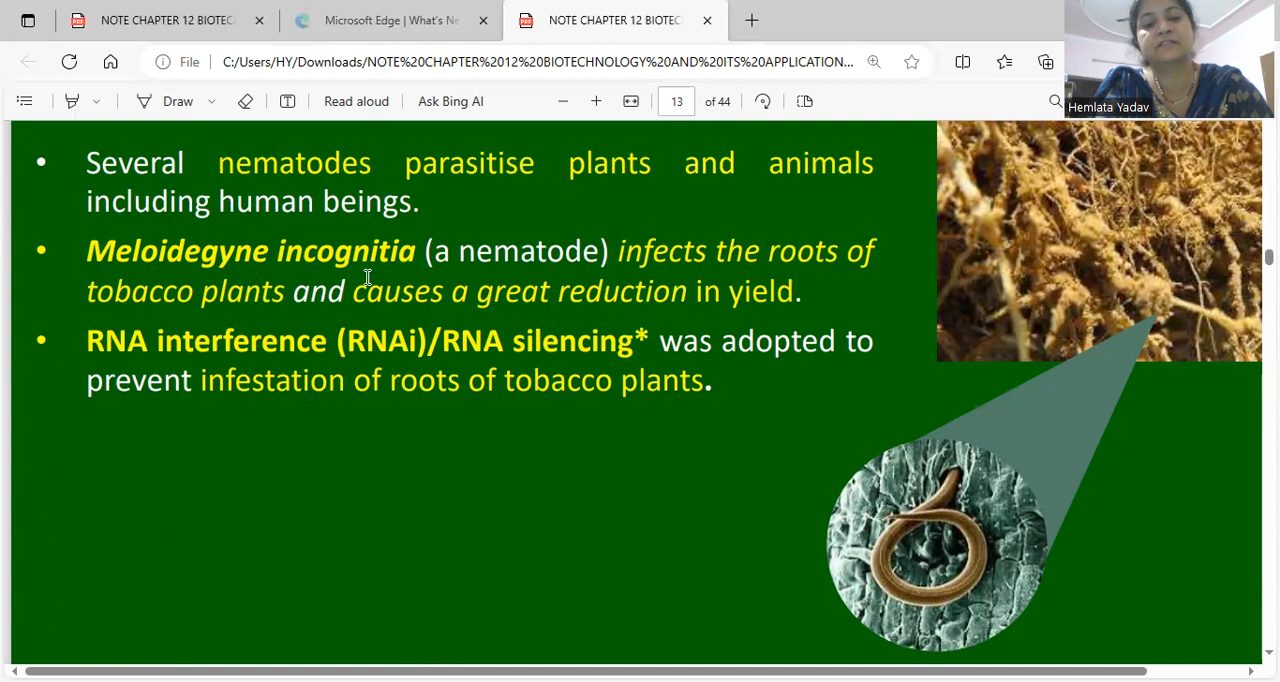 NOTE CHAPTER 12 BIOTEC
Microsoft Edge | What's Ne
NOTE CHAPTER 12 BIOTEC
File
C:/Users/HY/Downloads/NOTE%20CHAPTER%2012%20BIOTECHNOLOGY%20AND%20ITS%20APPLICATION...
Draw
Read aloud
Ask Bing AI
13 of 44
Hemlata Yadav
• Several nematodes parasitise plants and animals
including human beings.
• Meloidegyne incognitia (a nematode) infects the roots of
tobacco plants and causes a great reduction in yield.
• RNA interference (RNAi)/RNA silencing* was adopted to
prevent infestation of roots of tobacco plants.